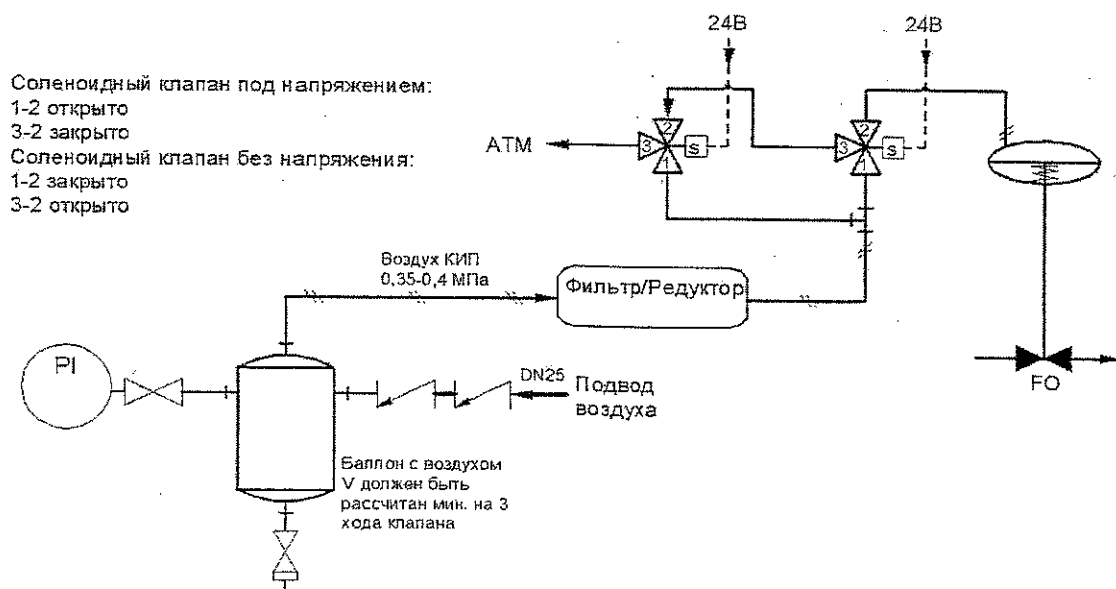 24В
24В
Соленоидный клапан под напряжением:
1-2 открыто
3-2 закрыто
Соленоидный клапан без напряжения:
1-2 закрыто
3-2 открыто
АТМ
2
3
S
1
2
3
S
1
Воздух КИП
0,35-0,4 МПа
Фильтр/Редуктор
PI
DN25
Подвод
воздуха
FO
Баллон с воздухом
V должен быть
рассчитан мин. на 3
хода клапана